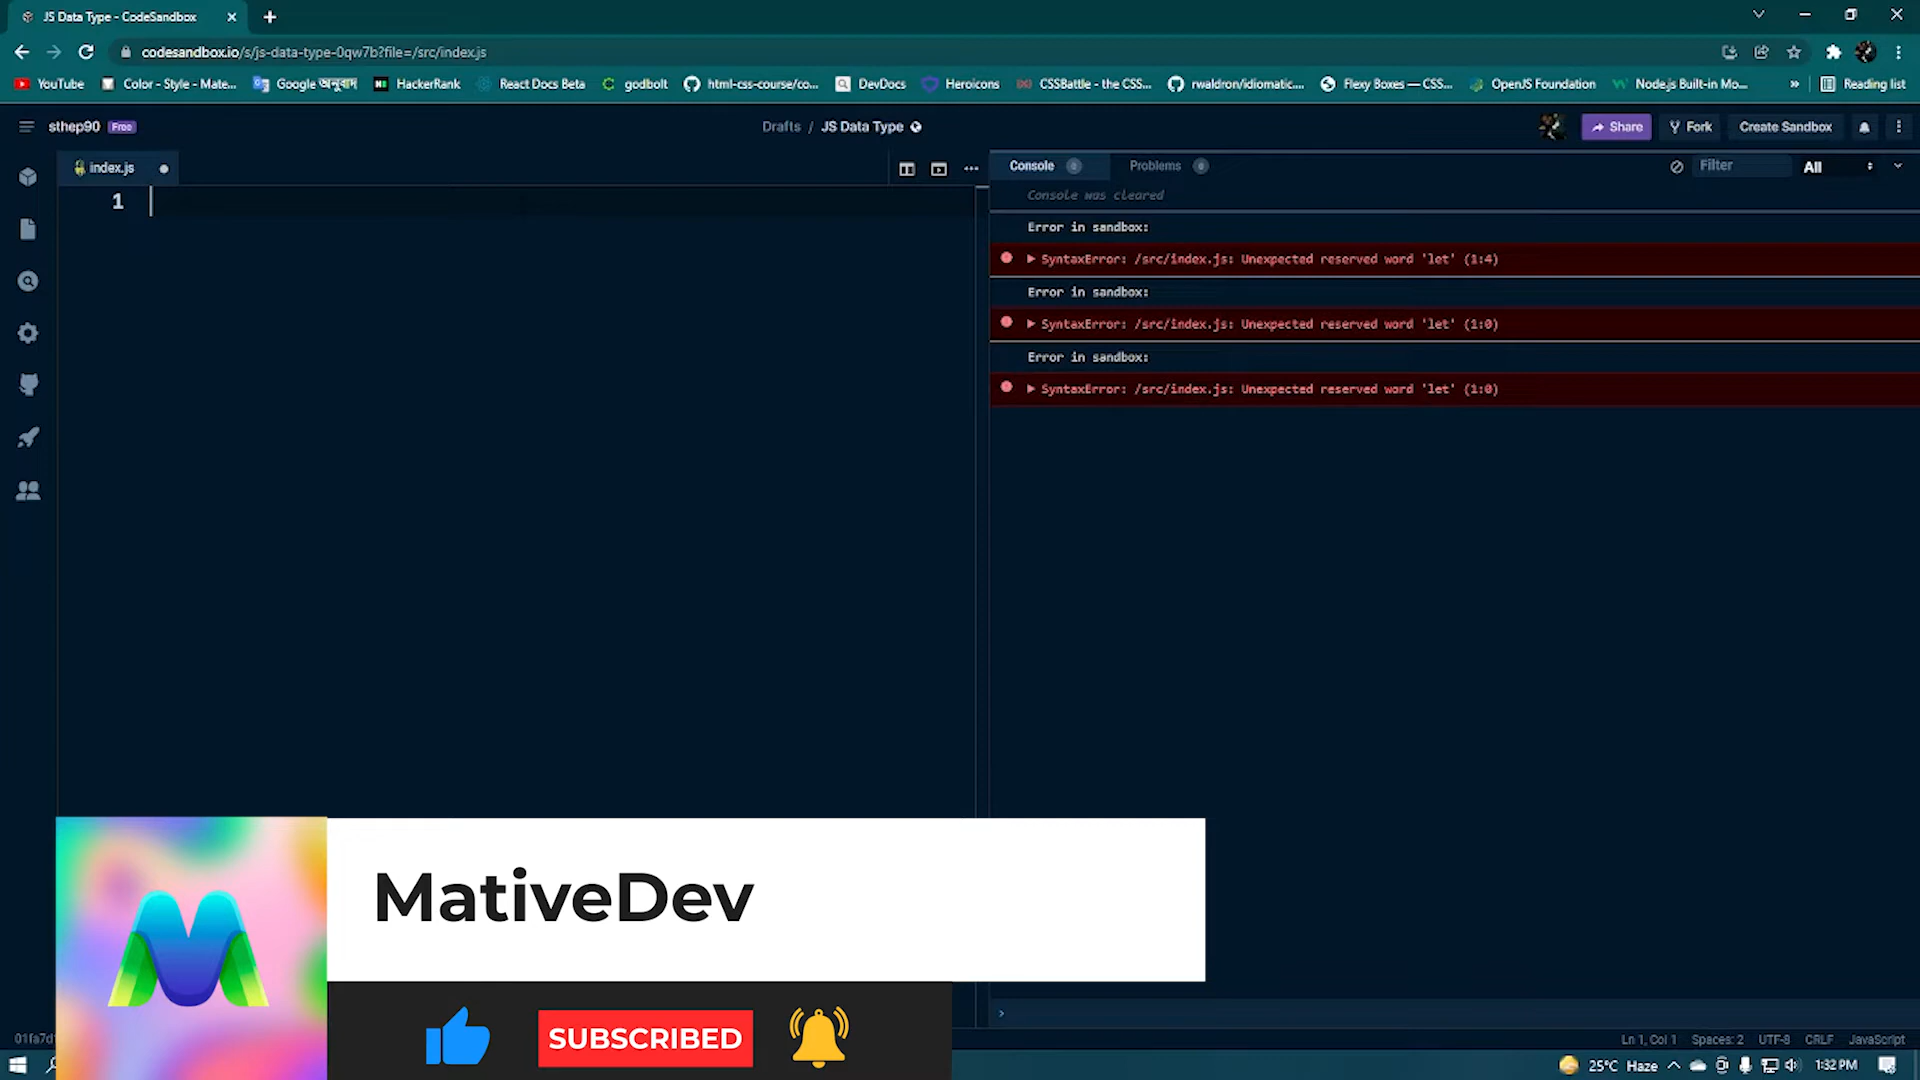 JS Data Type - CodeSandbox
codesandbox.io/s/js-data-type-0qw7b?file=/src/index.js
YouTube
Color - Style - Mate...
Google অনুবাদ
HackerRank
React Docs Beta
godbolt
html-css-course/co...
DevDocs
Heroicons
CSSBattle - the CSS...
rwaldron/idiomatic....
Flexy Boxes — CSS...
OpenJS Foundation
Node.js Built-in Mo...
»
Reading list
sthep90 Free
Drafts / JS Data Type
Share
Fork
Create Sandbox
index.js
Console 0
Problems 0
Filter
All
1
Console was cleared
Error in sandbox:
SyntaxError: /src/index.js: Unexpected reserved word 'let' (1:4)
Error in sandbox:
SyntaxError: /src/index.js: Unexpected reserved word 'let' (1:0)
Error in sandbox:
SyntaxError: /src/index.js: Unexpected reserved word 'let' (1:0)
MativeDev
SUBSCRIBED
01fa7d1
Ln 1, Col 1 Spaces: 2 UTF-8 CRLF JavaScript
25°C Haze
1:32 PM